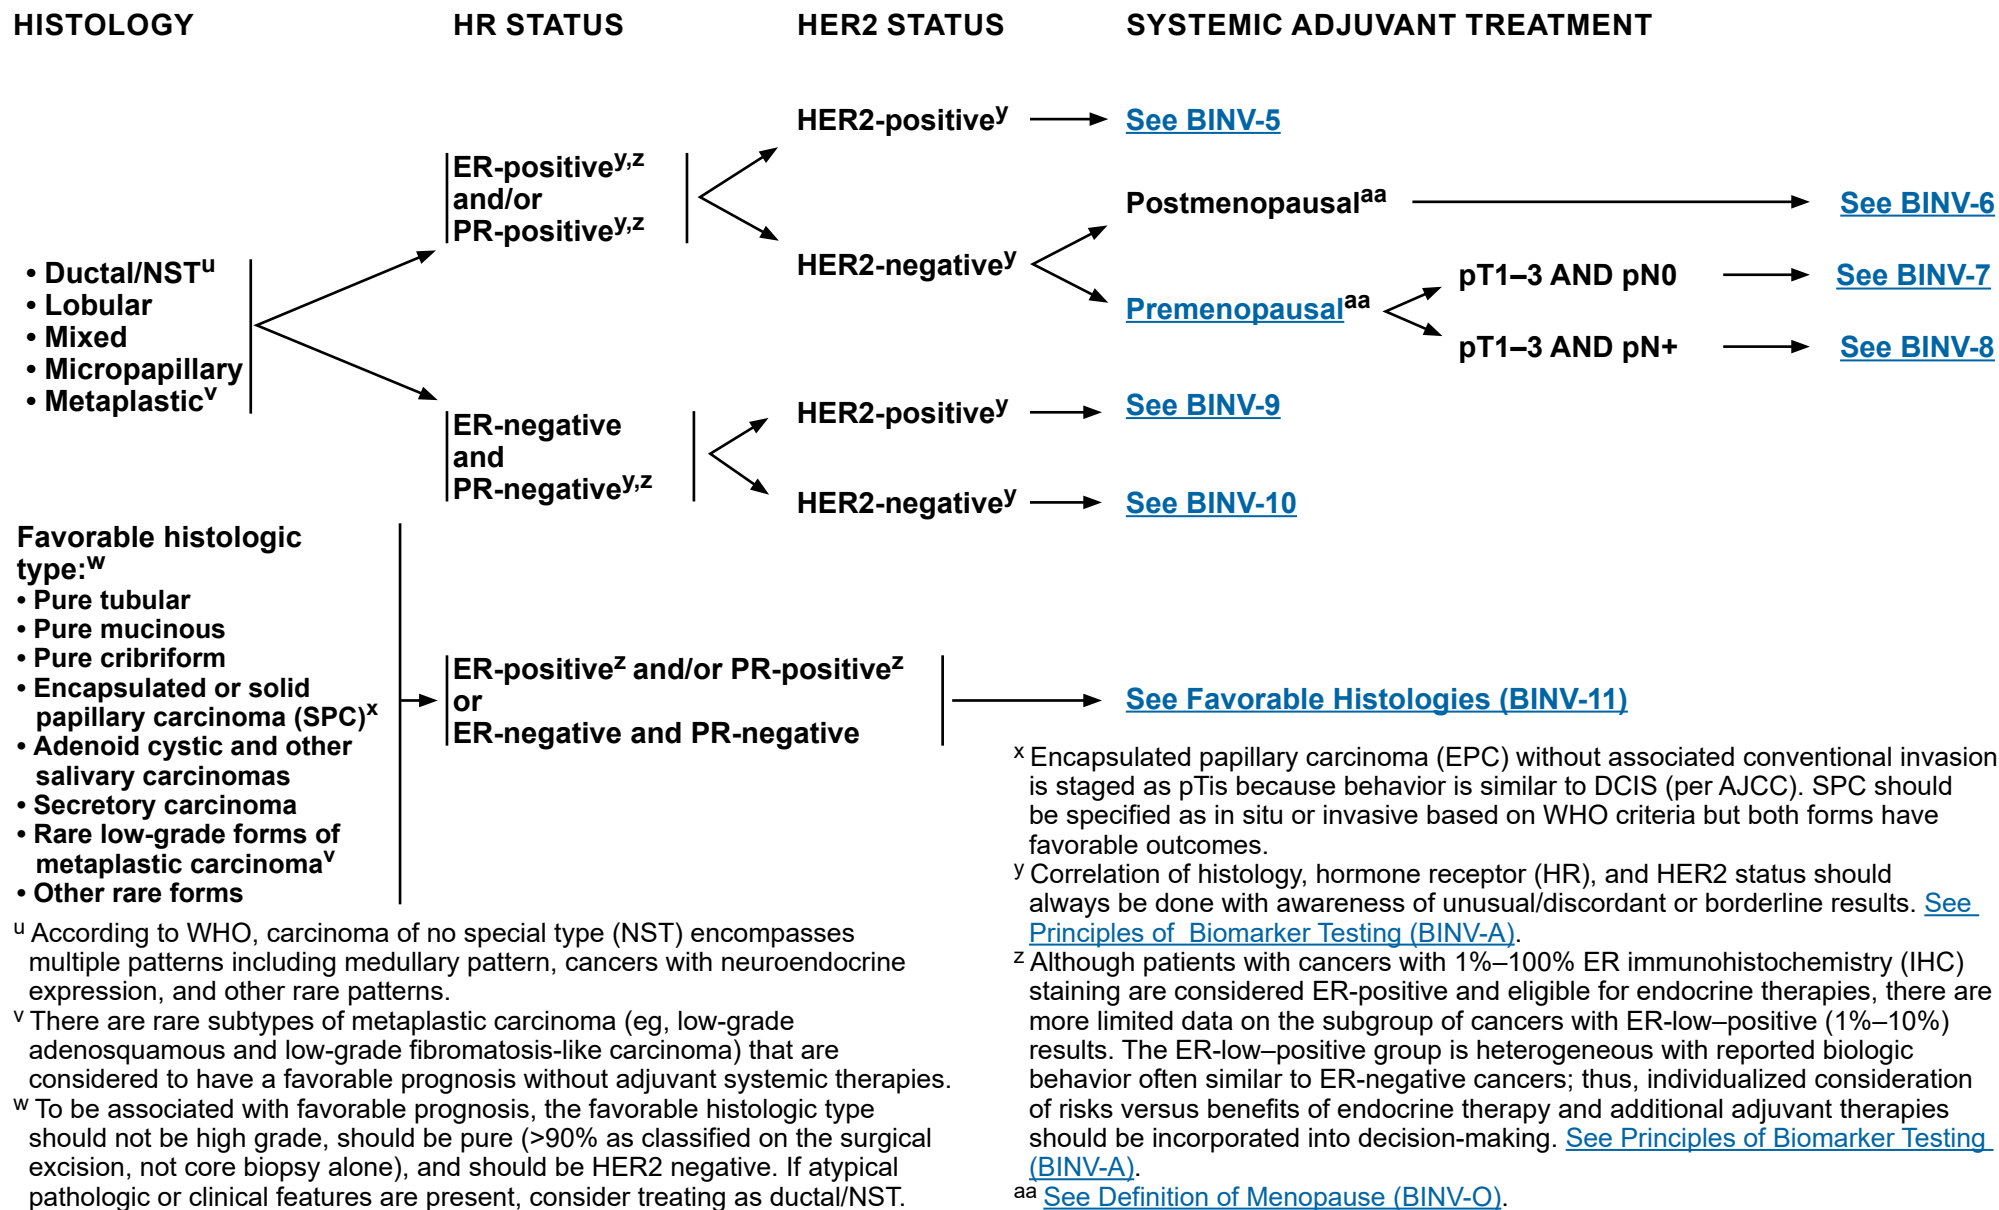 HISTOLOGY
HR STATUS
HER2 STATUS
SYSTEMIC ADJUVANT TREATMENT
• Ductal/NSTu
• Lobular
• Mixed
• Micropapillary
• Metaplasticv
ER-positivey,z
and/or
PR-positivey,z
HER2-positivey
See BINV-5
HER2-negativey
Postmenopausalaa
See BINV-6
Premenopausalaa
pT1–3 AND pN0
See BINV-7
pT1–3 AND pN+
See BINV-8
ER-negative
and
PR-negativey,z
HER2-positivey
See BINV-9
HER2-negativey
See BINV-10
Favorable histologic
type:w
• Pure tubular
• Pure mucinous
• Pure cribriform
• Encapsulated or solid
papillary carcinoma (SPC)x
• Adenoid cystic and other
salivary carcinomas
• Secretory carcinoma
• Rare low-grade forms of
metaplastic carcinomav
• Other rare forms
ER-positivez and/or PR-positivez
or
ER-negative and PR-negative
See Favorable Histologies (BINV-11)
u According to WHO, carcinoma of no special type (NST) encompasses
multiple patterns including medullary pattern, cancers with neuroendocrine
expression, and other rare patterns.
v There are rare subtypes of metaplastic carcinoma (eg, low-grade
adenosquamous and low-grade fibromatosis-like carcinoma) that are
considered to have a favorable prognosis without adjuvant systemic therapies.
w To be associated with favorable prognosis, the favorable histologic type
should not be high grade, should be pure (>90% as classified on the surgical
excision, not core biopsy alone), and should be HER2 negative. If atypical
pathologic or clinical features are present, consider treating as ductal/NST.
x Encapsulated papillary carcinoma (EPC) without associated conventional invasion
is staged as pTis because behavior is similar to DCIS (per AJCC). SPC should
be specified as in situ or invasive based on WHO criteria but both forms have
favorable outcomes.
y Correlation of histology, hormone receptor (HR), and HER2 status should
always be done with awareness of unusual/discordant or borderline results. See
Principles of Biomarker Testing (BINV-A).
z Although patients with cancers with 1%–100% ER immunohistochemistry (IHC)
staining are considered ER-positive and eligible for endocrine therapies, there are
more limited data on the subgroup of cancers with ER-low–positive (1%–10%)
results. The ER-low–positive group is heterogeneous with reported biologic
behavior often similar to ER-negative cancers; thus, individualized consideration
of risks versus benefits of endocrine therapy and additional adjuvant therapies
should be incorporated into decision-making. See Principles of Biomarker Testing
(BINV-A).
aa See Definition of Menopause (BINV-O).